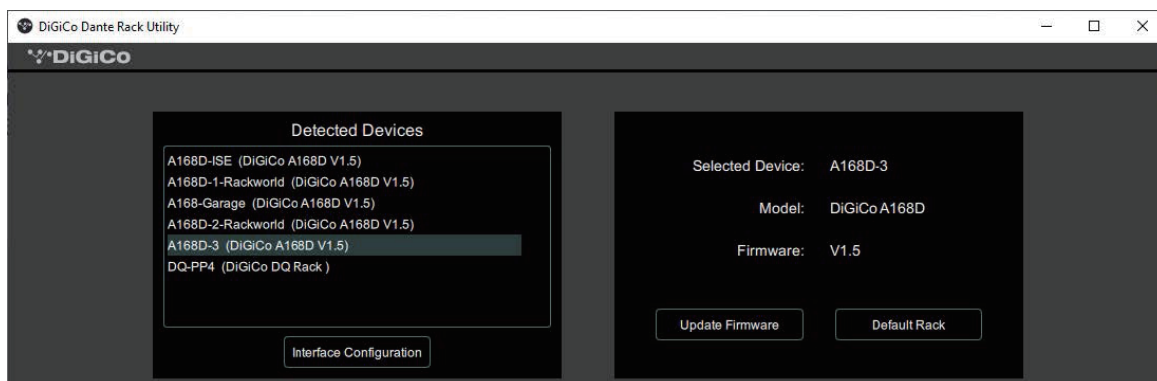 DiGiCo Dante Rack Utility
DiGiCo
Detected Devices
A168D-ISE (DiGiCo A168D V1.5)
A168D-1-Rackworld (DiGiCo A168D V1.5)
A168-Garage (DiGiCo A168D V1.5)
A168D-2-Rackworld (DiGiCo A168D V1.5)
A168D-3 (DiGiCo A168D V1.5)
DQ-PP4 (DiGiCo DQ Rack )
Interface Configuration
Selected Device: A168D-3
Model: DiGiCo A168D
Firmware: V1.5
Update Firmware Default Rack